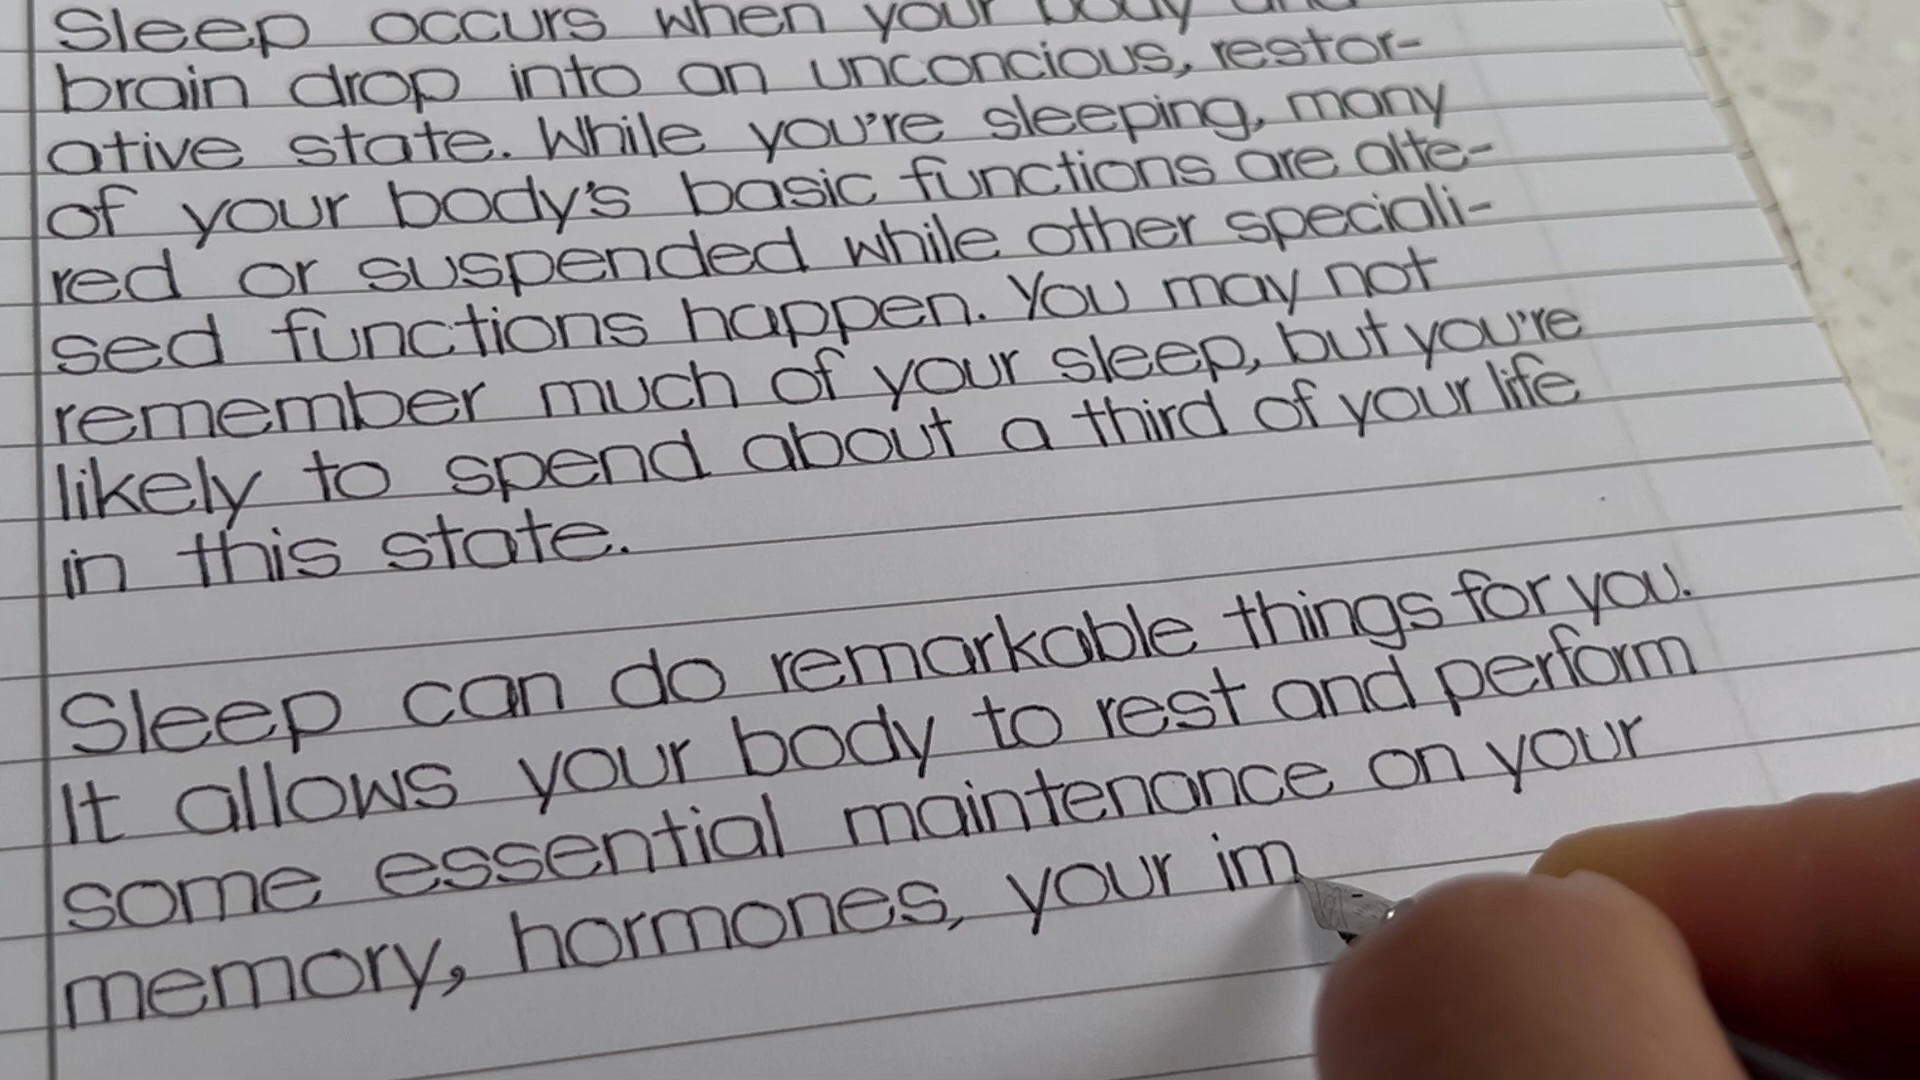 Sleep occurs when your body and
brain drop into an unconcious, restor-
ative state. While you're sleeping, many
of your body's basic functions are alte-
red or suspended while other speciali-
sed functions happen. You may not
remember much of your sleep, but you're
likely to spend about a third of your life
in this state.
Sleep can do remarkable things for you.
It allows your body to rest and perform
some essential maintenance on your
memory, hormones, your im